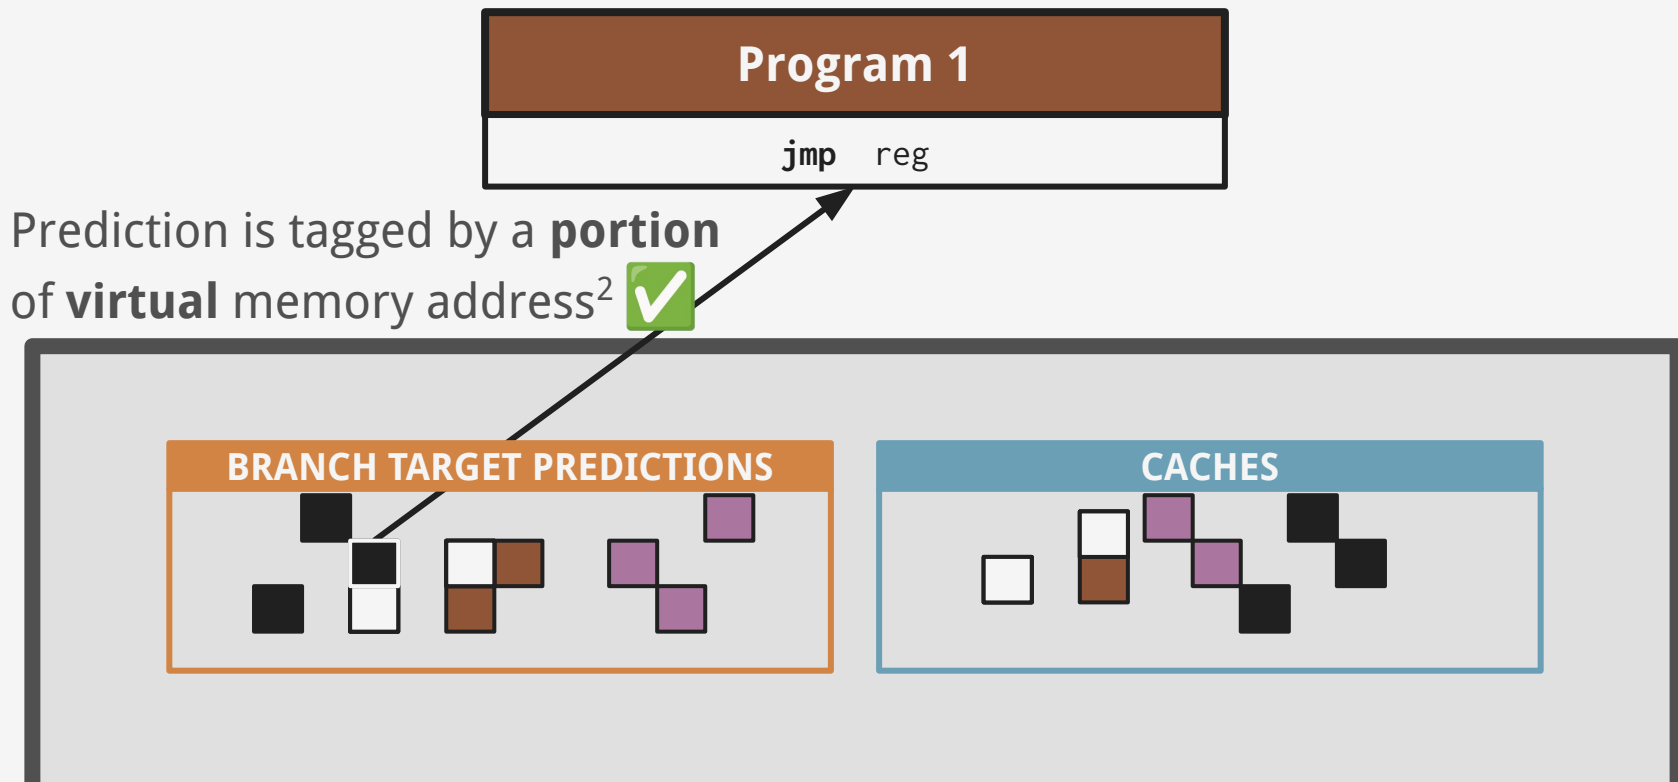 Program 1
jmp reg
Prediction is tagged by a portion
of virtual memory address²
BRANCH TARGET PREDICTIONS
CACHES